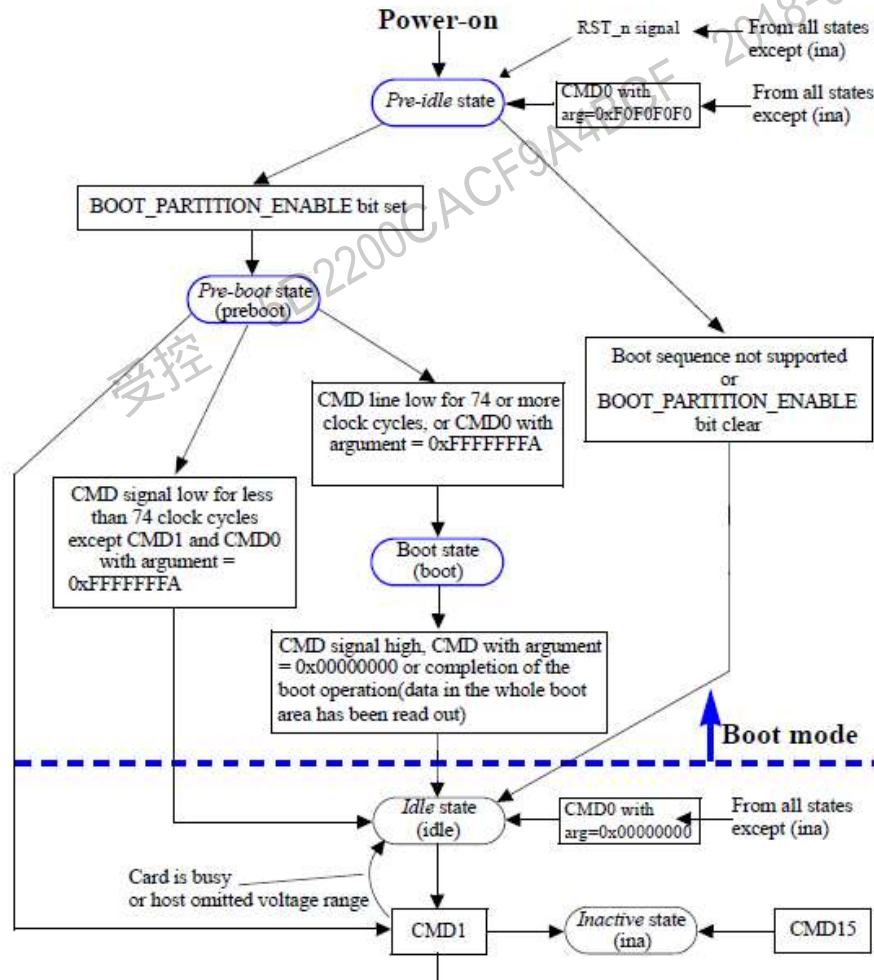 Power-on
RST_n signal
From all states
except (ina)
Pre-idle state
CMD0 with
arg=0xF0F0F0F0
From all states
except (ina)
BOOT_PARTITION_ENABLE bit set
Pre-boot state
(preboot)
Boot sequence not supported
or
BOOT_PARTITION_ENABLE
bit clear
CMD line low for 74 or more
clock cycles, or CMD0 with
argument = 0xFFFFFFFA
CMD signal low for less
than 74 clock cycles
except CMD1 and CMD0
with argument =
0xFFFFFFFA
Boot state
(boot)
CMD signal high, CMD with argument
= 0x00000000 or completion of the
boot operation(data in the whole boot
area has been read out)
Boot mode
Idle state
(idle)
CMD0 with
arg=0x00000000
From all states
except (ina)
Card is busy
or host omitted voltage range
CMD1
Inactive state
(ina)
CMD15
受控 5D2200CACF9A4BCF